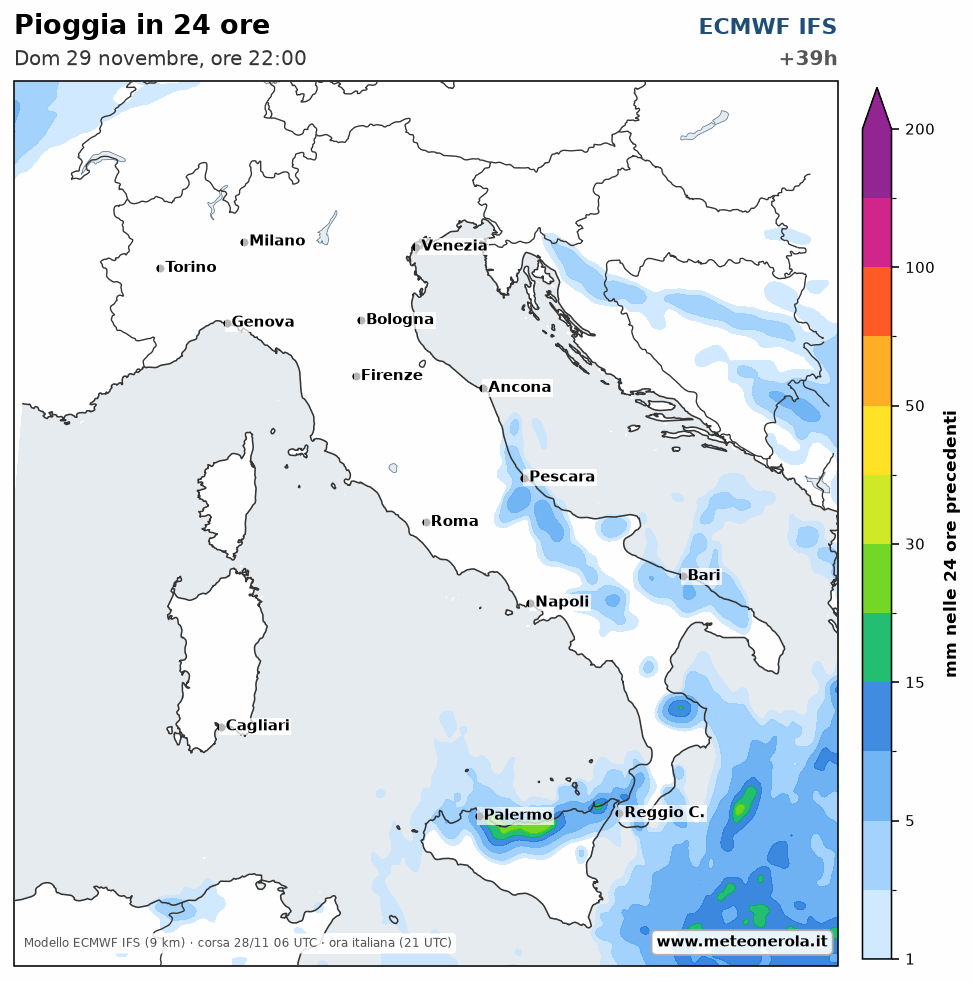 Pioggia in 24 ore
ECMWF IFS
Dom 29 novembre, ore 22:00
+39h
200
100
50
30
15
5
1
mm nelle 24 ore precedenti
Milano
Venezia
Torino
Genova
Bologna
Firenze
Ancona
Pescara
Roma
Bari
Napoli
Cagliari
Palermo
Reggio C.
Modello ECMWF IFS (9 km) · corsa 28/11 06 UTC · ora italiana (21 UTC)
www.meteonerola.it